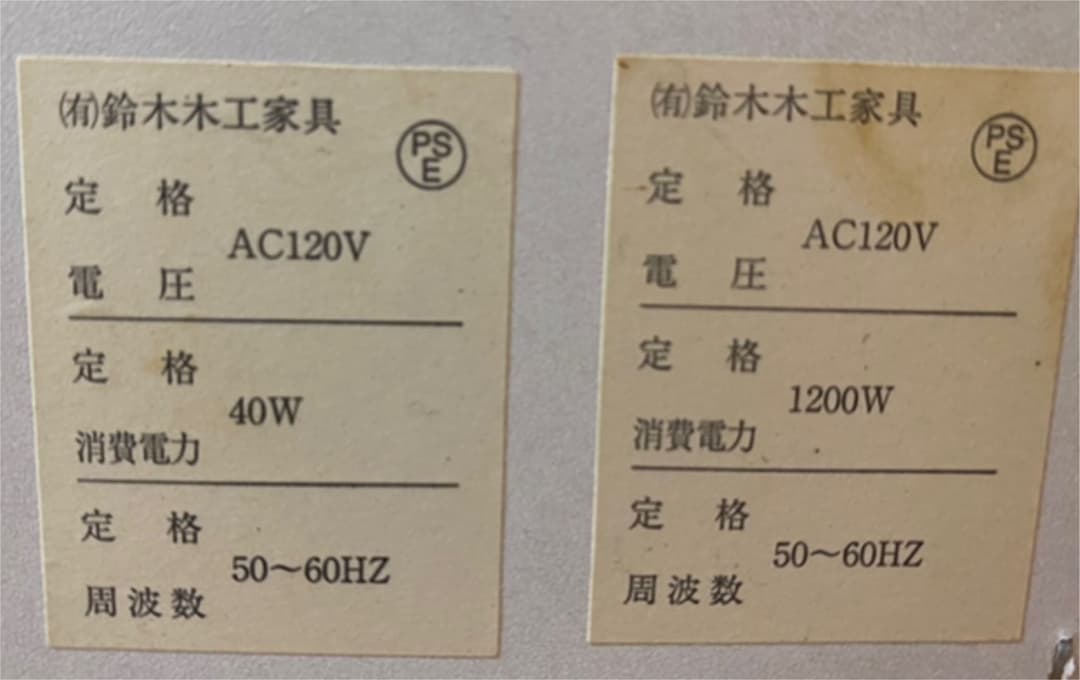 ㈲鈴木木工家具
PSE
定格
AC120V
電圧
定格
40W
消費電力
定格
50〜60HZ
周波数
㈲鈴木木工家具
PSE
定格
AC120V
電圧
定格
1200W
消費電力
定格
50〜60HZ
周波数